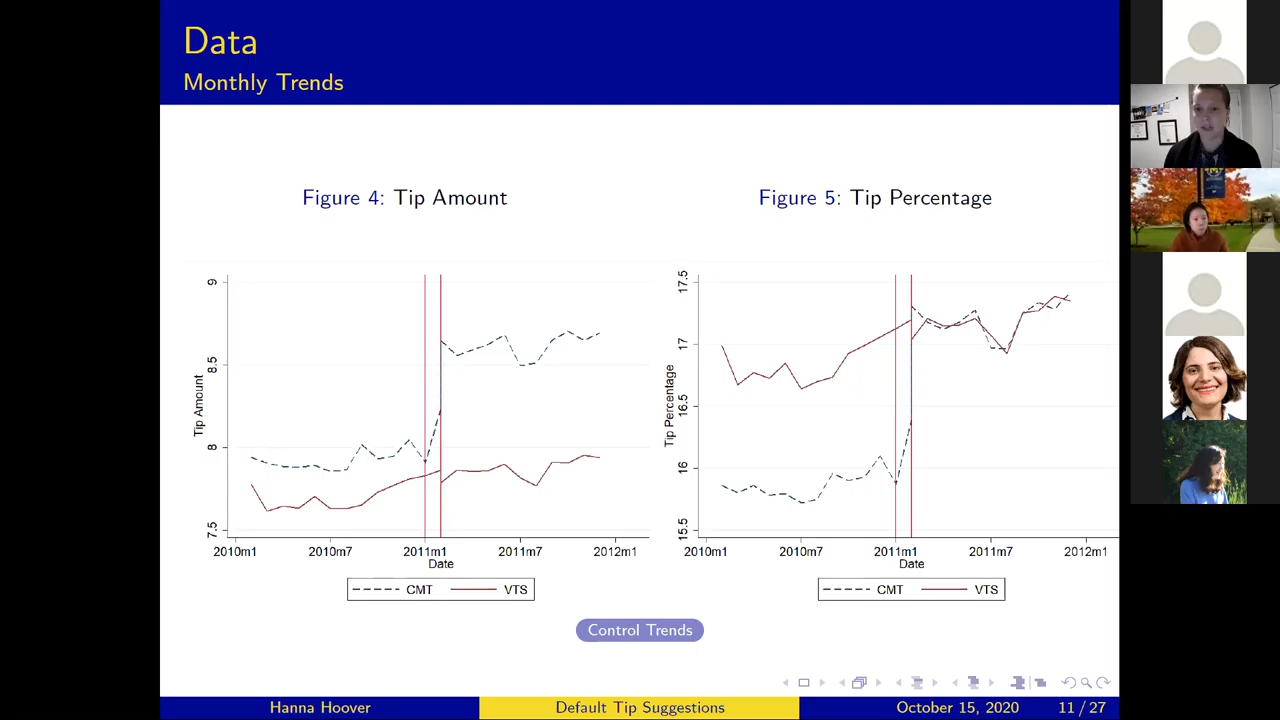 Data
Monthly Trends
Figure 4: Tip Amount
Figure 5: Tip Percentage
9
8.5
8
7.5
Tip Amount
2010m1
2010m7
2011m1
2011m7
2012m1
Date
CMT
VTS
17.5
17
16.5
16
15.5
Tip Percentage
2010m1
2010m7
2011m1
2011m7
2012m1
Date
CMT
VTS
Control Trends
Hanna Hoover
Default Tip Suggestions
October 15, 2020
11 / 27